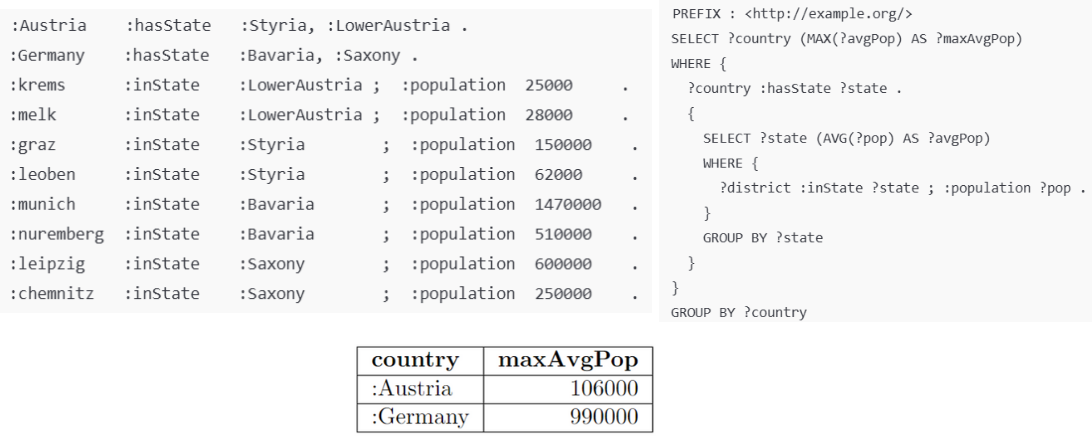 :Austria :hasState :Styria, :LowerAustria .
:Germany :hasState :Bavaria, :Saxony .
:krems :inState :LowerAustria ; :population 25000 .
:melk :inState :LowerAustria ; :population 28000 .
:graz :inState :Styria ; :population 150000 .
:leoben :inState :Styria ; :population 62000 .
:munich :inState :Bavaria ; :population 1470000 .
:nuremberg :inState :Bavaria ; :population 510000 .
:leipzig :inState :Saxony ; :population 600000 .
:chemnitz :inState :Saxony ; :population 250000 .
PREFIX : <http://example.org/>
SELECT ?country (MAX(?avgPop) AS ?maxAvgPop)
WHERE {
?country :hasState ?state .
{
SELECT ?state (AVG(?pop) AS ?avgPop)
WHERE {
?district :inState ?state ; :population ?pop .
}
GROUP BY ?state
}
}
GROUP BY ?country
country maxAvgPop
:Austria 106000
:Germany 990000